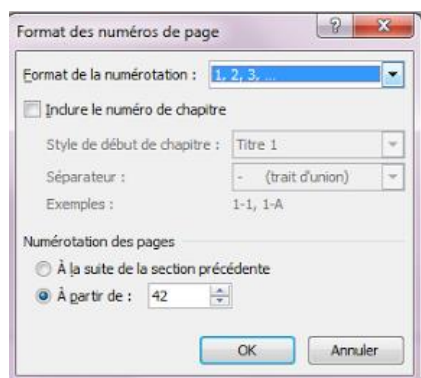 Format des numéros de page
Format de la numérotation : 1, 2, 3, ...
Inclure le numéro de chapitre
Style de début de chapitre : Titre 1
Séparateur : - (trait d'union)
Exemples : 1-1, 1-A
Numérotation des pages
À la suite de la section précédente
À partir de : 42
OK Annuler